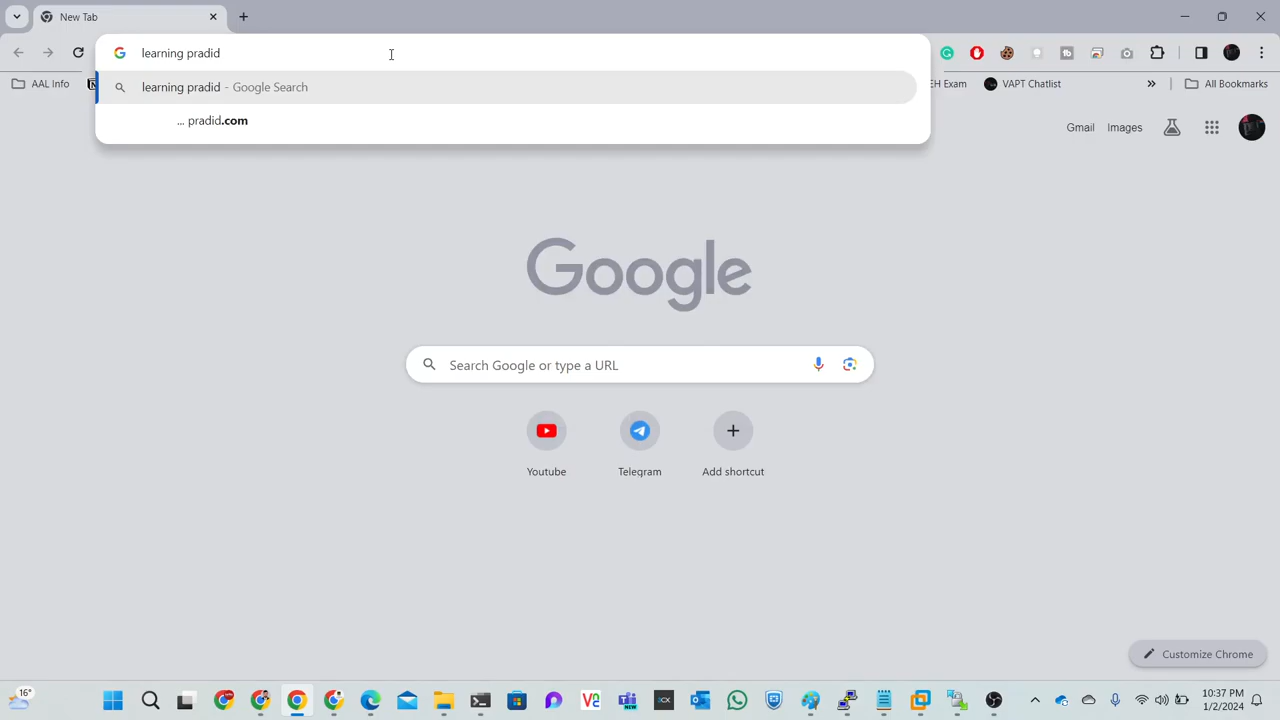 New Tab
learning pradid
learning pradid - Google Search
... pradid.com
AAL Info
EH Exam
VAPT Chatlist
All Bookmarks
Gmail
Images
Google
Search Google or type a URL
Youtube
Telegram
Add shortcut
Customize Chrome
16°
NEW
10:37 PM
1/2/2024